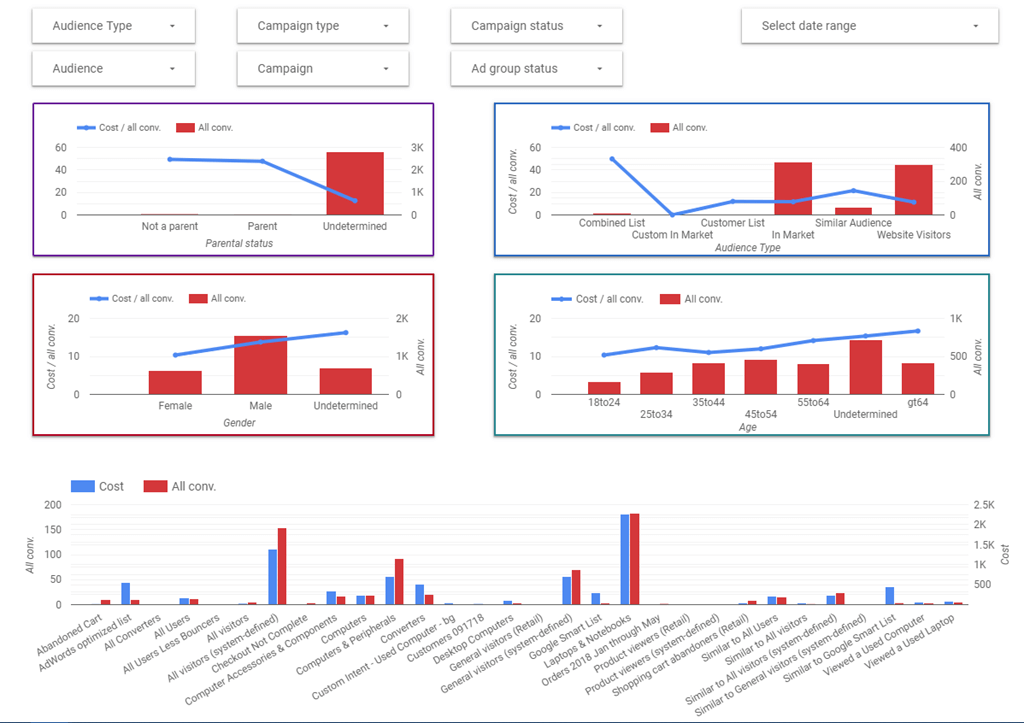 Audience Type
Campaign type
Campaign status
Select date range
Audience
Campaign
Ad group status
Cost / all conv. All conv.
60 3K
40 2K
20 1K
0 0
Not a parent Parent Undetermined
Parental status
Cost / all conv. All conv.
Cost / all conv.
All conv.
60 400
40
200
20
0 0
Combined List Customer List Similar Audience
Custom In Market In Market Website Visitors
Audience Type
Cost / all conv. All conv.
Cost / all conv.
All conv.
20 2K
10 1K
0 0
Female Male Undetermined
Gender
Cost / all conv. All conv.
Cost / all conv.
All conv.
20 1K
10 500
0 0
18to24 35to44 55to64 gt64
25to34 45to54 Undetermined
Age
Cost All conv.
All conv.
Cost
200 2.5K
2K
150
1.5K
100
1K
50
500
0
Abandoned Cart
AdWords optimized list
All Converters
All Users
All Users Less Bouncers
All visitors
All visitors (system-defined)
Checkout Not Complete
Computer Accessories & Components
Computers
Computers & Peripherals
Converters
Custom Intent - Used Computer - bg
Customers 091718
Desktop Computers
General visitors (Retail)
General visitors (system-defined)
Google Smart List
Laptops & Notebooks
Orders 2018 Jan through May
Product viewers (Retail)
Product viewers (system-defined)
Shopping cart abandoners (Retail)
Similar to All Users
Similar to All visitors
Similar to All visitors (system-defined)
Similar to General visitors (system-defined)
Similar to Google Smart List
Viewed a Used Computer
Viewed a Used Laptop